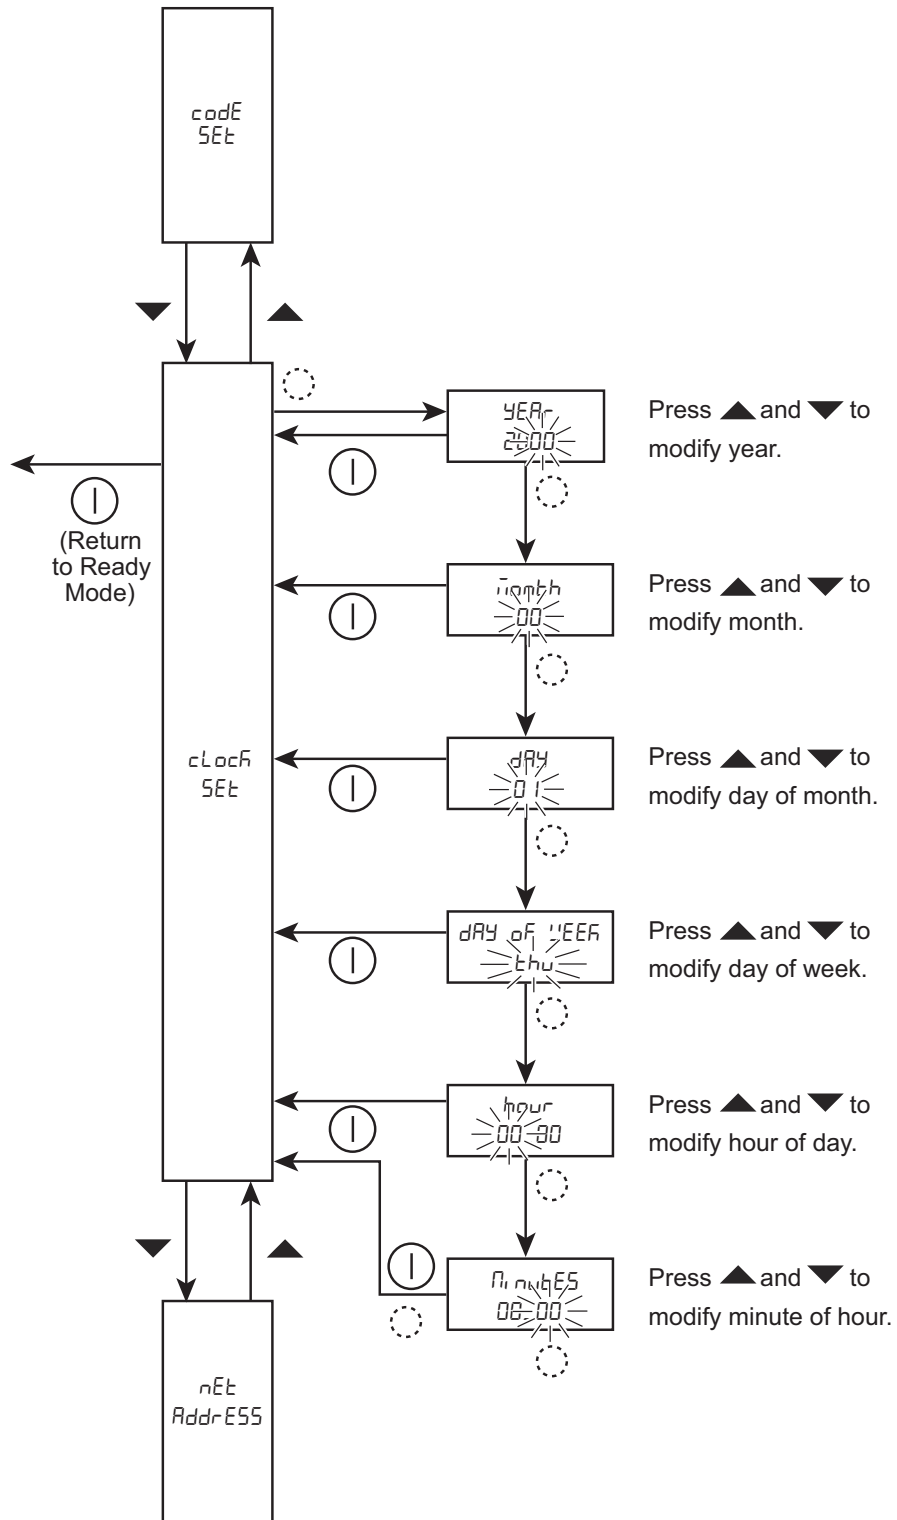 codE
SEt
YEAr
2000
Press ▲ and ▼ to
modify year.
(Return
to Ready
Mode)
Month
00
Press ▲ and ▼ to
modify month.
cLocK
SEt
dAY
01
Press ▲ and ▼ to
modify day of month.
dAY oF WEEK
thu
Press ▲ and ▼ to
modify day of week.
hour
00:00
Press ▲ and ▼ to
modify hour of day.
MinutES
00:00
Press ▲ and ▼ to
modify minute of hour.
nEt
AddrESS